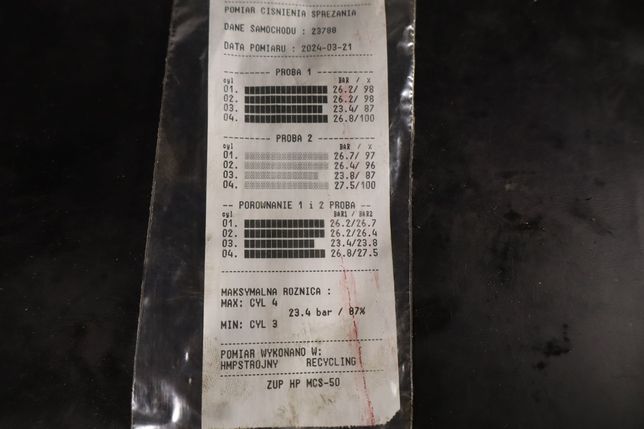 POMIAR CISNIENIA SPREZANIA
DANE SAMOCHODU : 23788
DATA POMIARU : 2024-03-21
PROBA 1
cyl BAR / %
01. 26.2/ 98
02. 26.2/ 98
03. 23.4/ 87
04. 26.8/100
PROBA 2
cyl BAR / %
01. 26.7/ 97
02. 26.4/ 96
03. 23.8/ 87
04. 27.5/100
POROWNANIE 1 i 2 PROBA
cyl BAR1 / BAR2
01. 26.2/26.7
02. 26.2/26.4
03. 23.4/23.8
04. 26.8/27.5
MAKSYMALNA ROZNICA :
MAX: CYL 4
23.4 bar / 87%
MIN: CYL 3
POMIAR WYKONANO W:
HMPSTROJNY RECYCLING
ZUP HP MCS-50